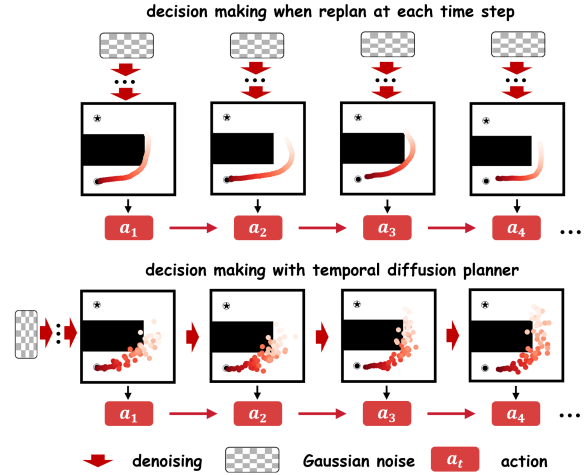 decision making when replan at each time step
a1 a2 a3 a4 ...
decision making with temporal diffusion planner
a1 a2 a3 a4 ...
denoising Gaussian noise at action